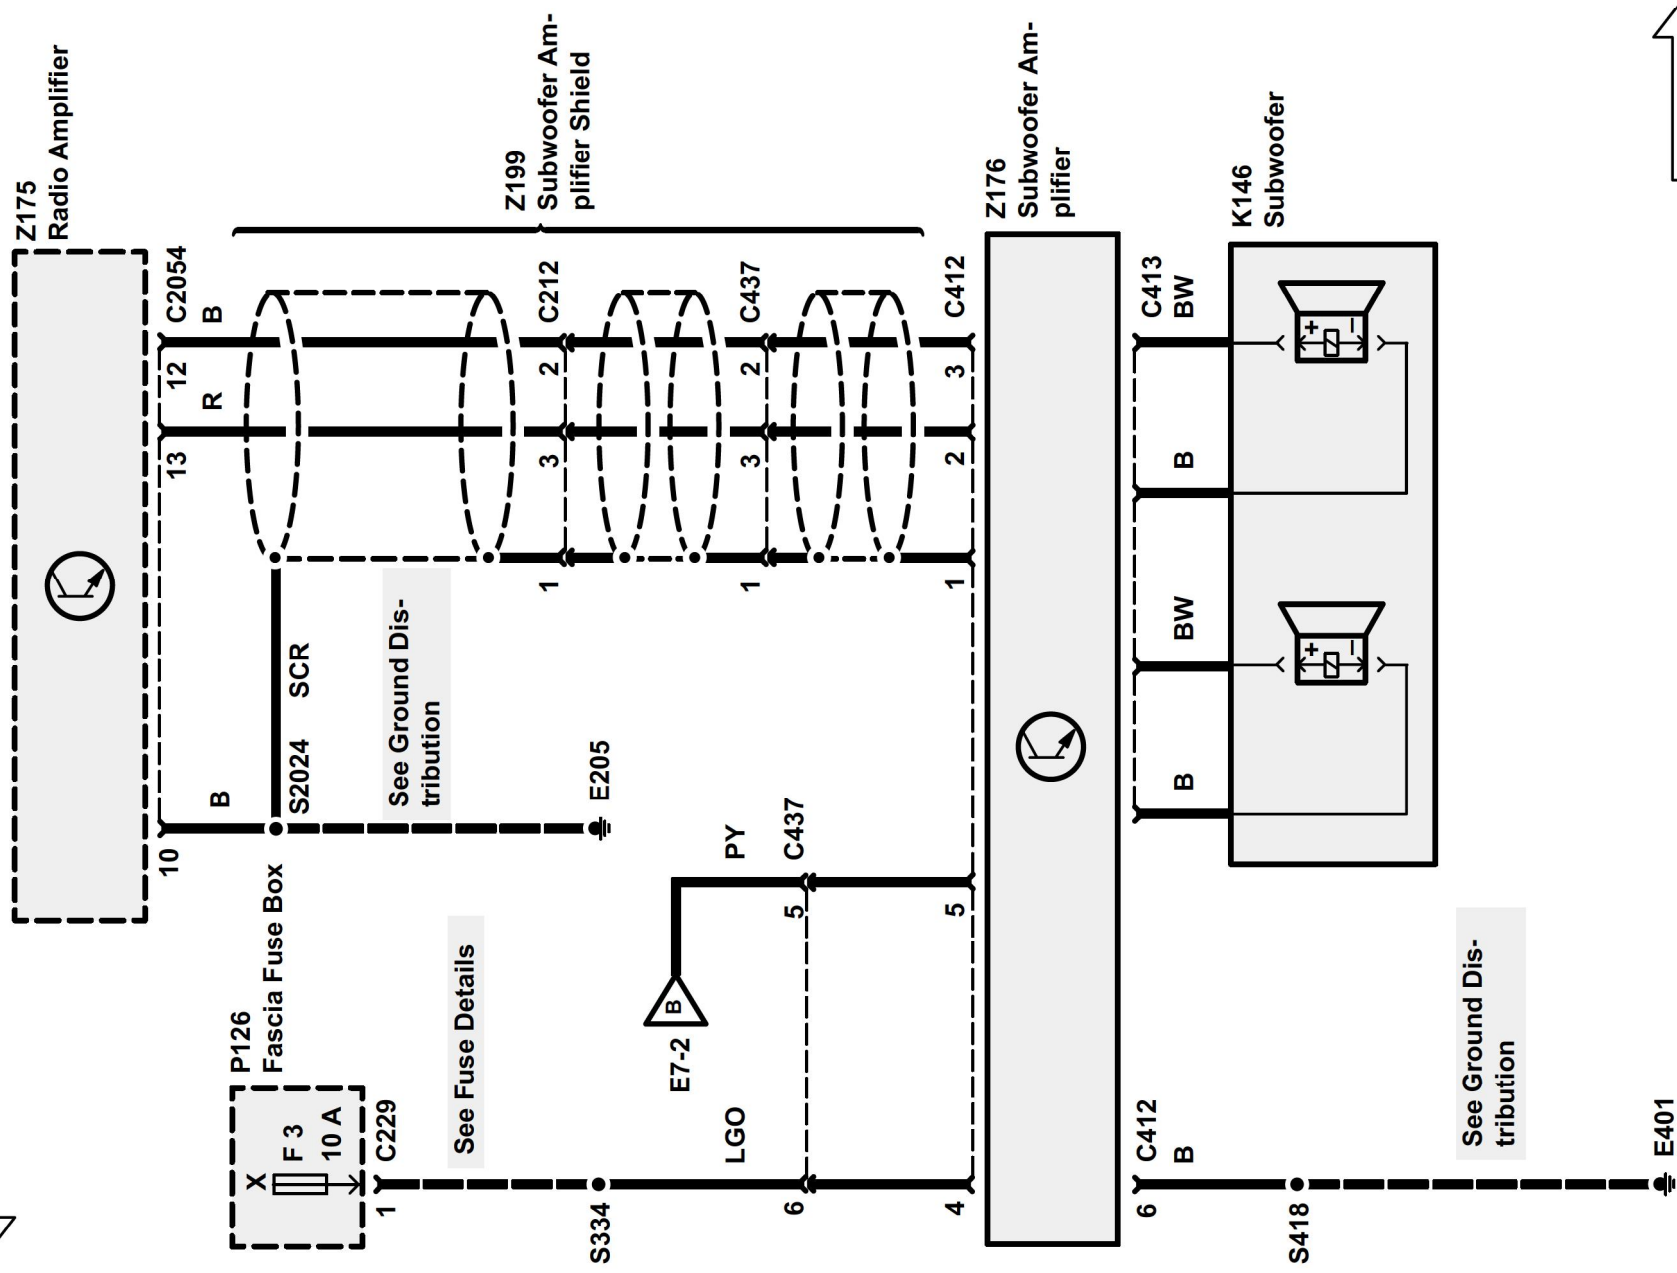 Z175
Radio Amplifier
C2054
12
B
13
R
10
B
Z199
Subwoofer Am-
plifier Shield
SCR
S2024
See Ground Dis-
tribution
E205
C212
2
3
1
C437
2
3
1
C412
3
2
1
P126
Fascia Fuse Box
X
F 3
10 A
C229
1
See Fuse Details
S334
LGO
6
4
B
E7-2
PY
C437
5
5
Z176
Subwoofer Am-
plifier
C413
BW
B
BW
B
K146
Subwoofer
+
–
+
–
C412
6
B
S418
See Ground Dis-
tribution
E401